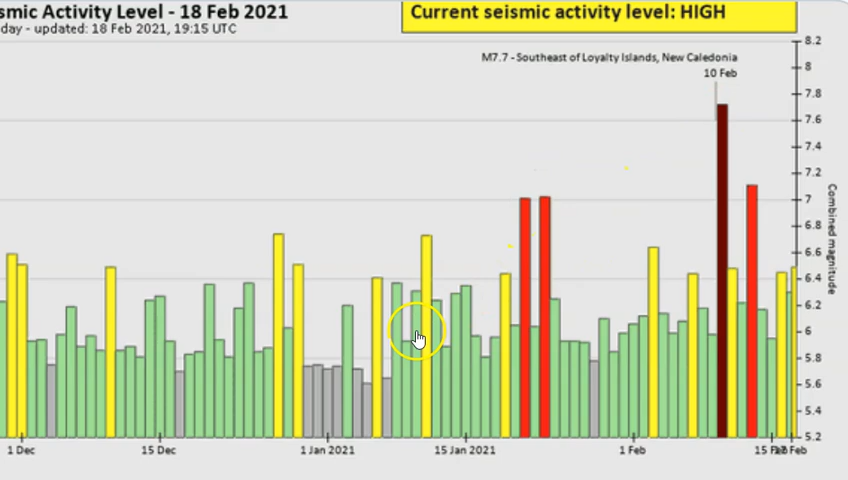 smic Activity Level - 18 Feb 2021
day - updated: 18 Feb 2021, 19:15 UTC
Current seismic activity level: HIGH
M7.7 - Southeast of Loyalty Islands, New Caledonia
10 Feb
8.2
8
7.8
7.6
7.4
7.2
7
6.8
6.6
6.4
6.2
6
5.8
5.6
5.4
5.2
Combined magnitude
1 Dec
15 Dec
1 Jan 2021
15 Jan 2021
1 Feb
15 Feb